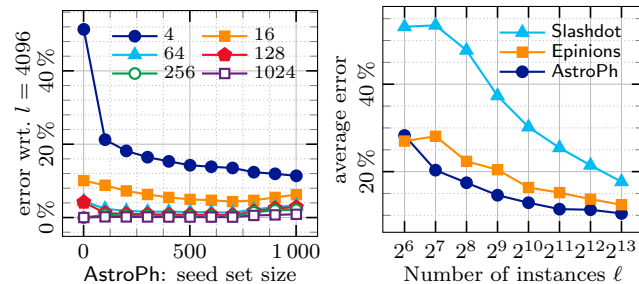 error wrt. l = 4096
0 %
20 %
40 %
4
16
64
128
256
1024
0
500
1 000
AstroPh: seed set size
average error
20 %
40 %
Slashdot
Epinions
AstroPh
2^6 2^7 2^8 2^9 2^10 2^11 2^12 2^13
Number of instances ℓ